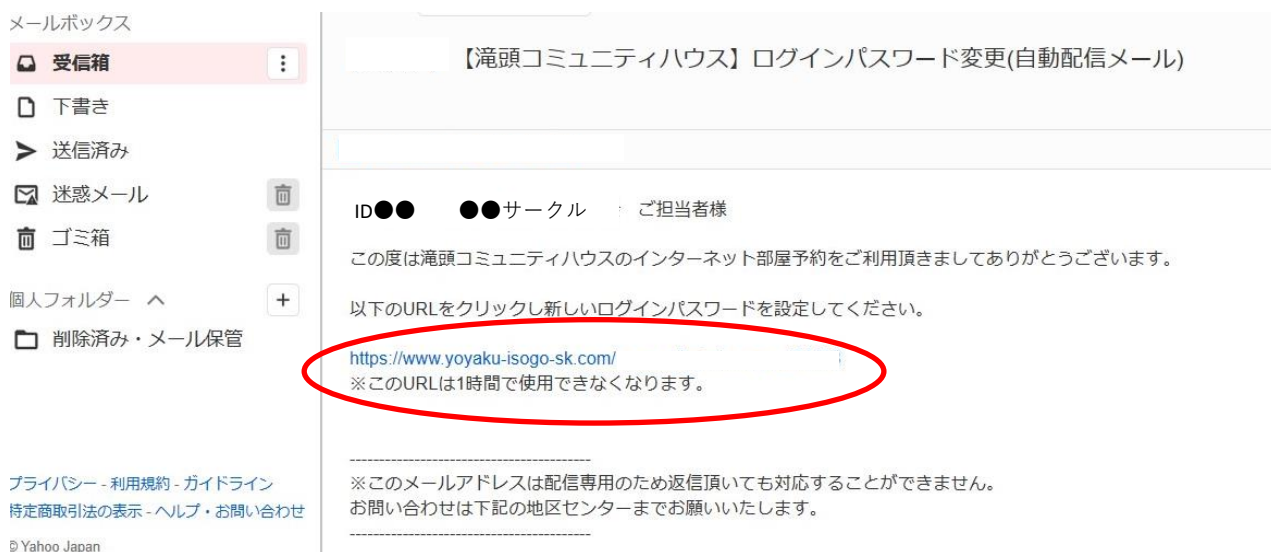 メールボックス
受信箱
下書き
送信済み
迷惑メール
ゴミ箱
個人フォルダー
削除済み・メール保管
プライバシー - 利用規約 - ガイドライン
特定商取引法の表示 - ヘルプ・お問い合わせ
© Yahoo Japan
【滝頭コミュニティハウス】ログインパスワード変更(自動配信メール)
ID●● ●●サークル ご担当者様
この度は滝頭コミュニティハウスのインターネット部屋予約をご利用頂きましてありがとうございます。
以下のURLをクリックし新しいログインパスワードを設定してください。
https://www.yoyaku-isogo-sk.com/
※このURLは1時間で使用できなくなります。
----------------------------------------
※このメールアドレスは配信専用のため返信頂いても対応することができません。
お問い合わせは下記の地区センターまでお願いいたします。
----------------------------------------